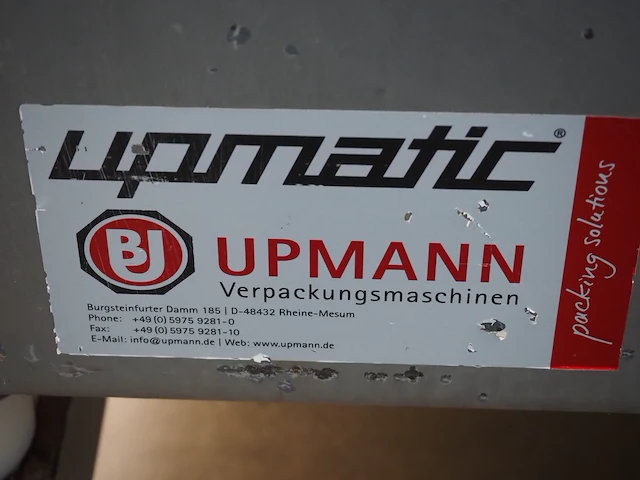 upmatic®
BJ UPMANN
Verpackungsmaschinen
Burgsteinfurter Damm 185 | D-48432 Rheine-Mesum
Phone: +49 (0) 5975 9281-0
Fax: +49 (0) 5975 9281-10
E-Mail: info@upmann.de | Web: www.upmann.de
packing solutions